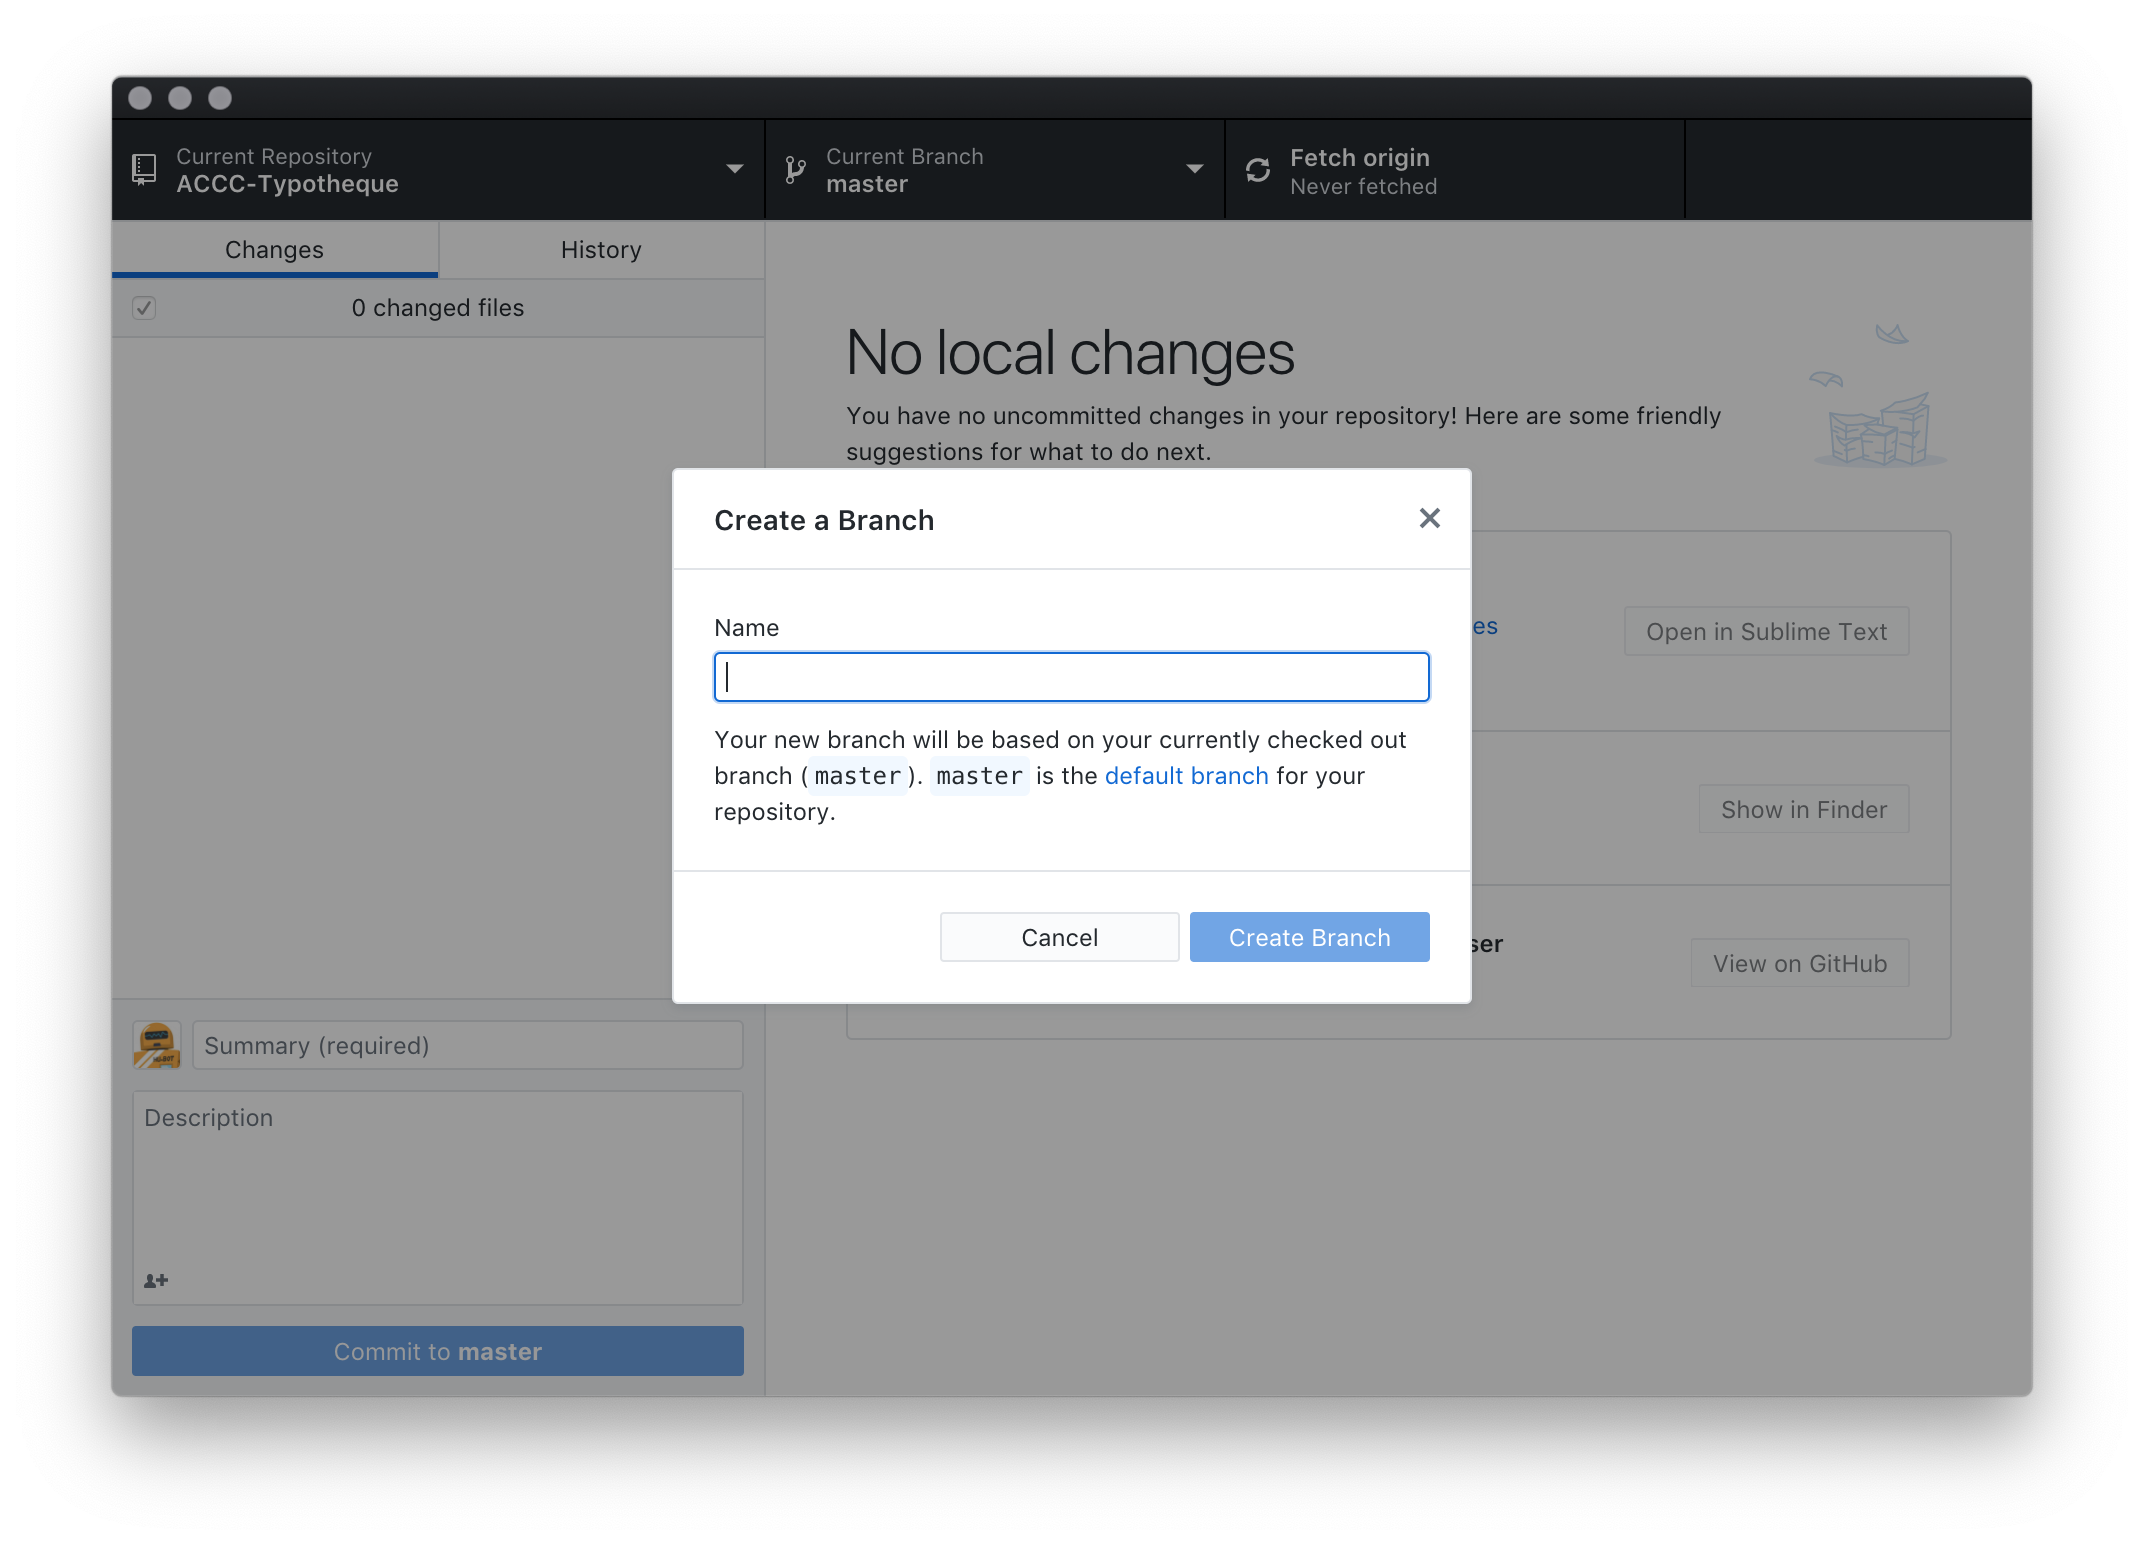 Current Repository
ACCC-Typotheque
Current Branch
master
Fetch origin
Never fetched
Changes
History
0 changed files
No local changes
You have no uncommitted changes in your repository! Here are some friendly
suggestions for what to do next.
Create a Branch
Name
Your new branch will be based on your currently checked out
branch (master). master is the default branch for your
repository.
Cancel
Create Branch
es
Open in Sublime Text
Show in Finder
ser
View on GitHub
Summary (required)
Description
Commit to master